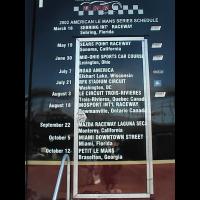 2002 AMERICAN LE MANS SERIES SCHEDULE
March 16 SEBRING INT'L RACEWAY
Sebring, Florida
May 19 SEARS POINT RACEWAY
Sonoma, California
June 30 MID-OHIO SPORTS CAR COURSE
Lexington, Ohio
July 7 ROAD AMERICA
Elkhart Lake, Wisconsin
July 21 RFK STADIUM CIRCUIT
Washington, DC
August 3 LE CIRCUIT TROIS-RIVIERES
Trois-Rivieres, Quebec Canada
August 18 MOSPORT INT'L RACEWAY
Bowmanville, Ontario Canada
September 22 MAZDA RACEWAY LAGUNA SECA
Monterey, California
October 5 MIAMI DOWNTOWN STREET
Miami, Florida
October 12 PETIT LE MANS
Braselton, Georgia